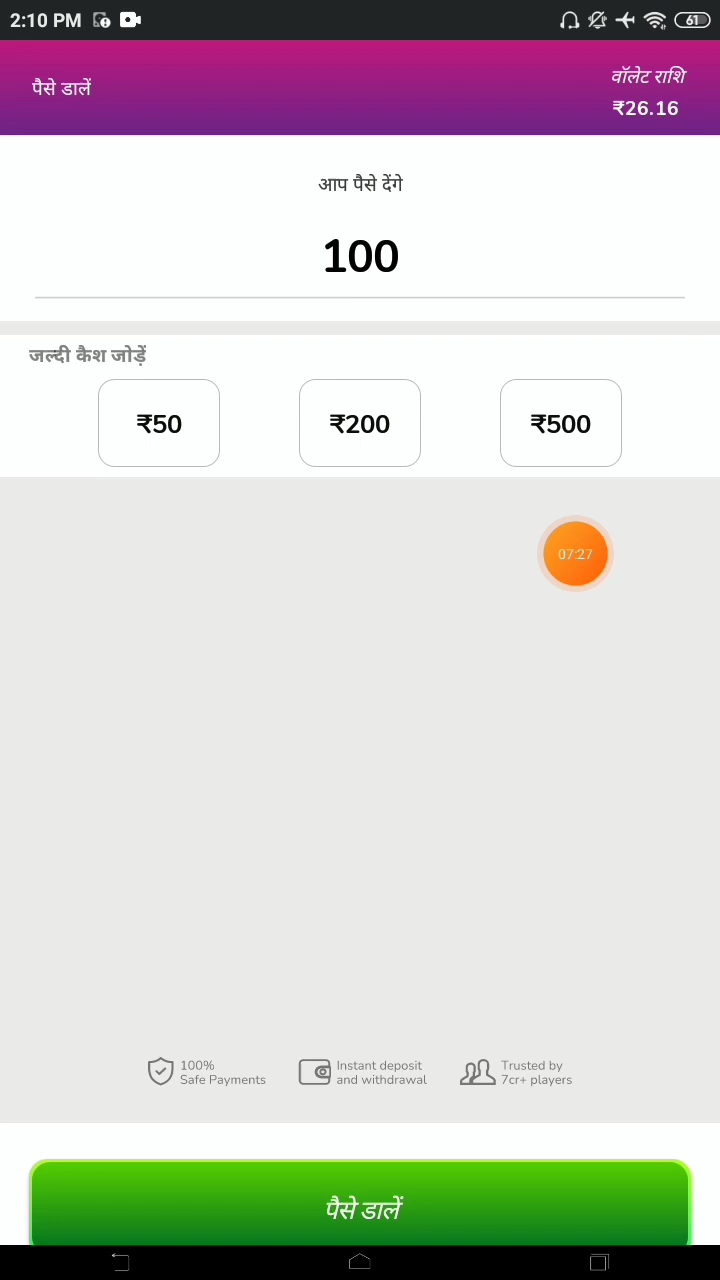 2:10 PM
61
पैसे डालें
वॉलेट राशि
₹26.16
आप पैसे देंगे
100
जल्दी कैश जोड़ें
₹50
₹200
₹500
07:27
100%
Safe Payments
Instant deposit
and withdrawal
Trusted by
7cr+ players
पैसे डालें